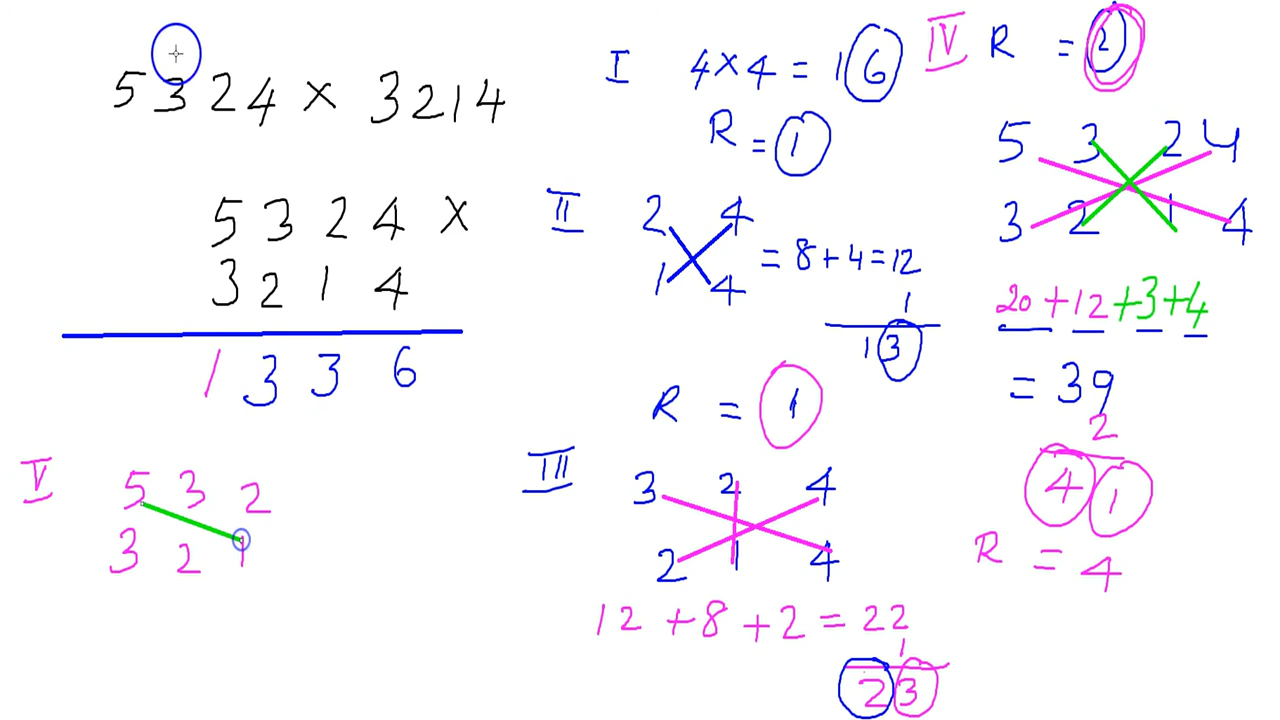 5324 × 3214
5 3 2 4 ×
3 2 1 4
1 3 3 6
V
5 3 2
3 2 1
I 4×4 = 16
R = 1
II
2 4
= 8+4=12
1 4
1
13
R = 1
III
3 2 4
2 1 4
12 +8 +2 = 22
1
23
IV R = 2
5 3 2 4
3 2 1 4
20 +12 +3+4
= 39
2
4 1
R = 4